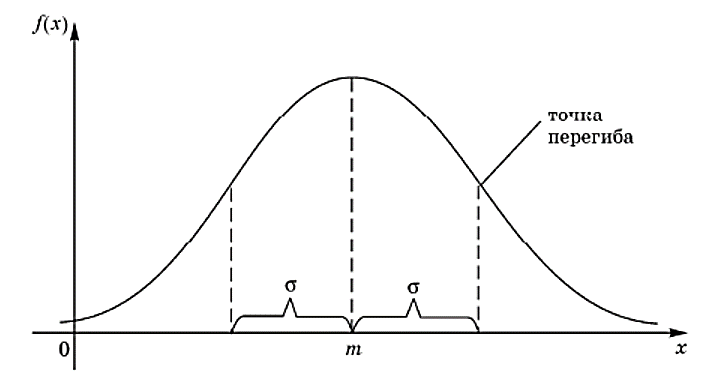 f(x)
точка
перегиба
σ σ
0 m x